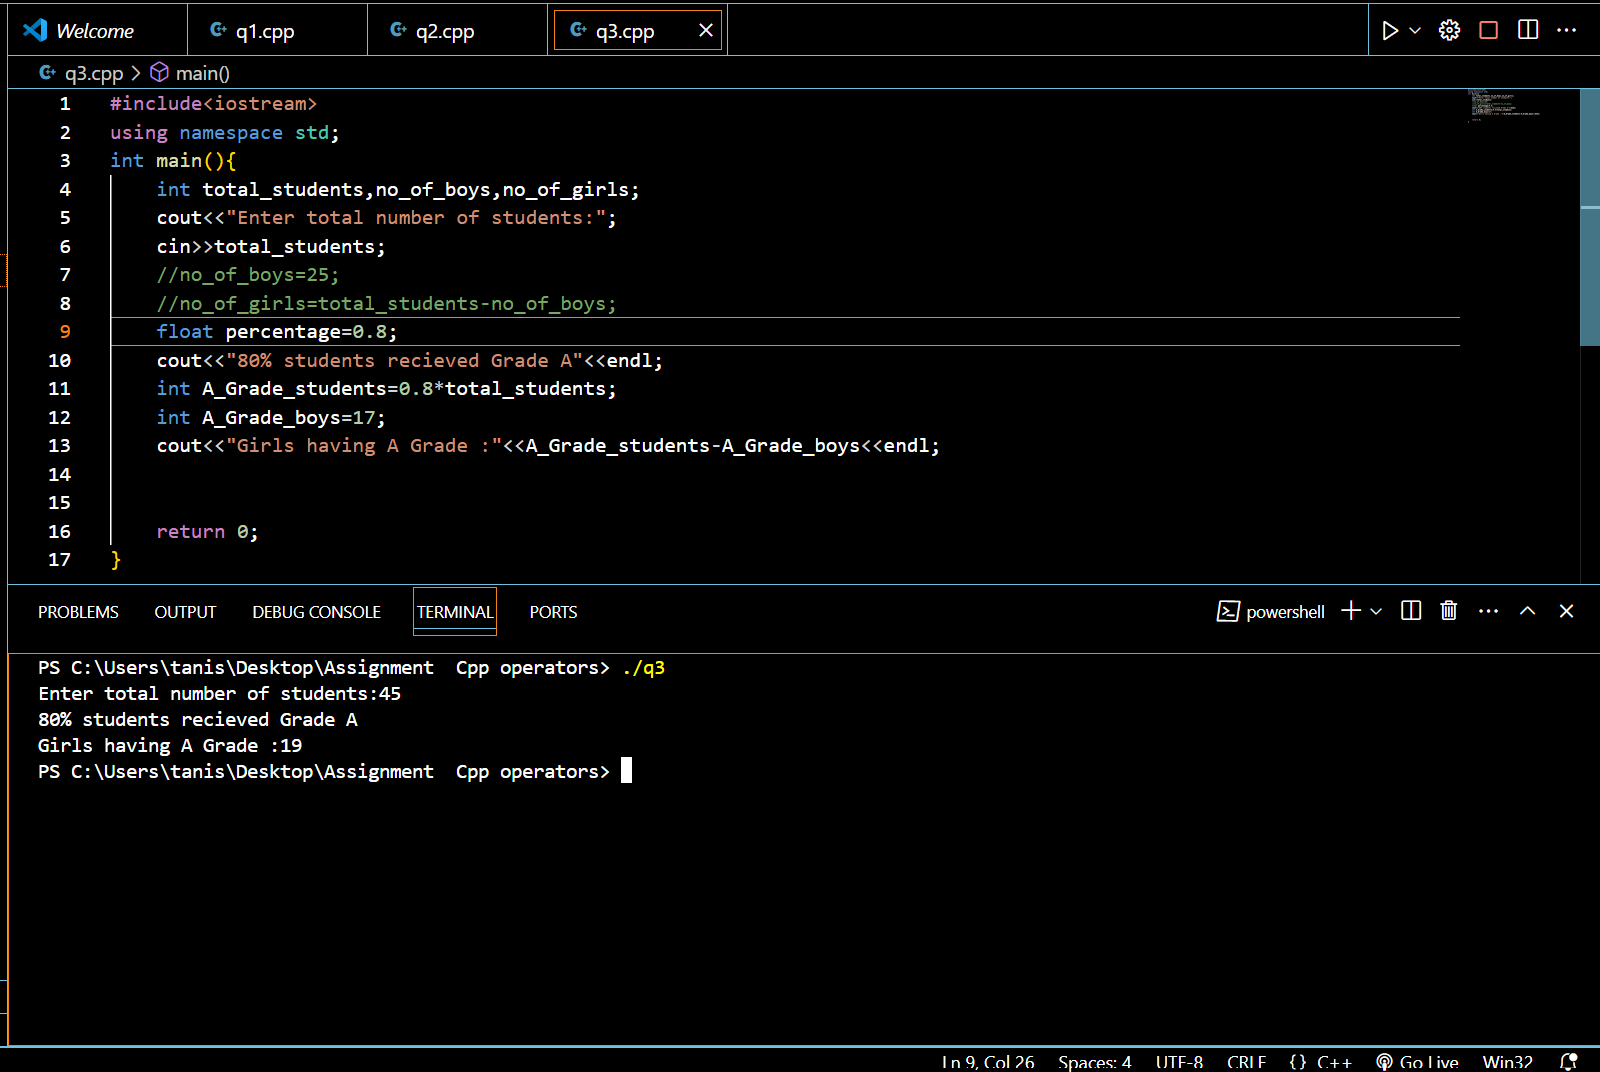 Welcome q1.cpp q2.cpp q3.cpp
q3.cpp > main()
1 #include<iostream>
2 using namespace std;
3 int main(){
4 int total_students,no_of_boys,no_of_girls;
5 cout<<"Enter total number of students:";
6 cin>>total_students;
7 //no_of_boys=25;
8 //no_of_girls=total_students-no_of_boys;
9 float percentage=0.8;
10 cout<<"80% students recieved Grade A"<<endl;
11 int A_Grade_students=0.8*total_students;
12 int A_Grade_boys=17;
13 cout<<"Girls having A Grade :"<<A_Grade_students-A_Grade_boys<<endl;
14
15
16 return 0;
17 }
PROBLEMS OUTPUT DEBUG CONSOLE TERMINAL PORTS powershell
PS C:\Users\tanis\Desktop\Assignment  Cpp operators> ./q3
Enter total number of students:45
80% students recieved Grade A
Girls having A Grade :19
PS C:\Users\tanis\Desktop\Assignment  Cpp operators>
Ln 9, Col 26 Spaces: 4 UTF-8 CRLF {} C++ Go Live Win32